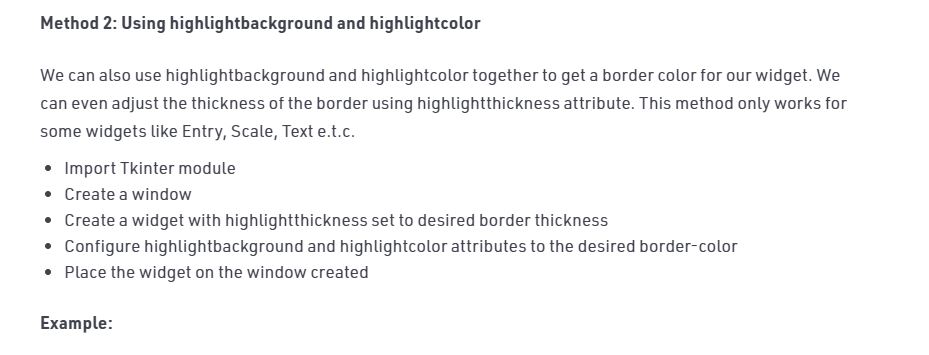 Method 2: Using highlightbackground and highlightcolor
We can also use highlightbackground and highlightcolor together to get a border color for our widget. We
can even adjust the thickness of the border using highlightthickness attribute. This method only works for
some widgets like Entry, Scale, Text e.t.c.
• Import Tkinter module
• Create a window
• Create a widget with highlightthickness set to desired border thickness
• Configure highlightbackground and highlightcolor attributes to the desired border-color
• Place the widget on the window created
Example: